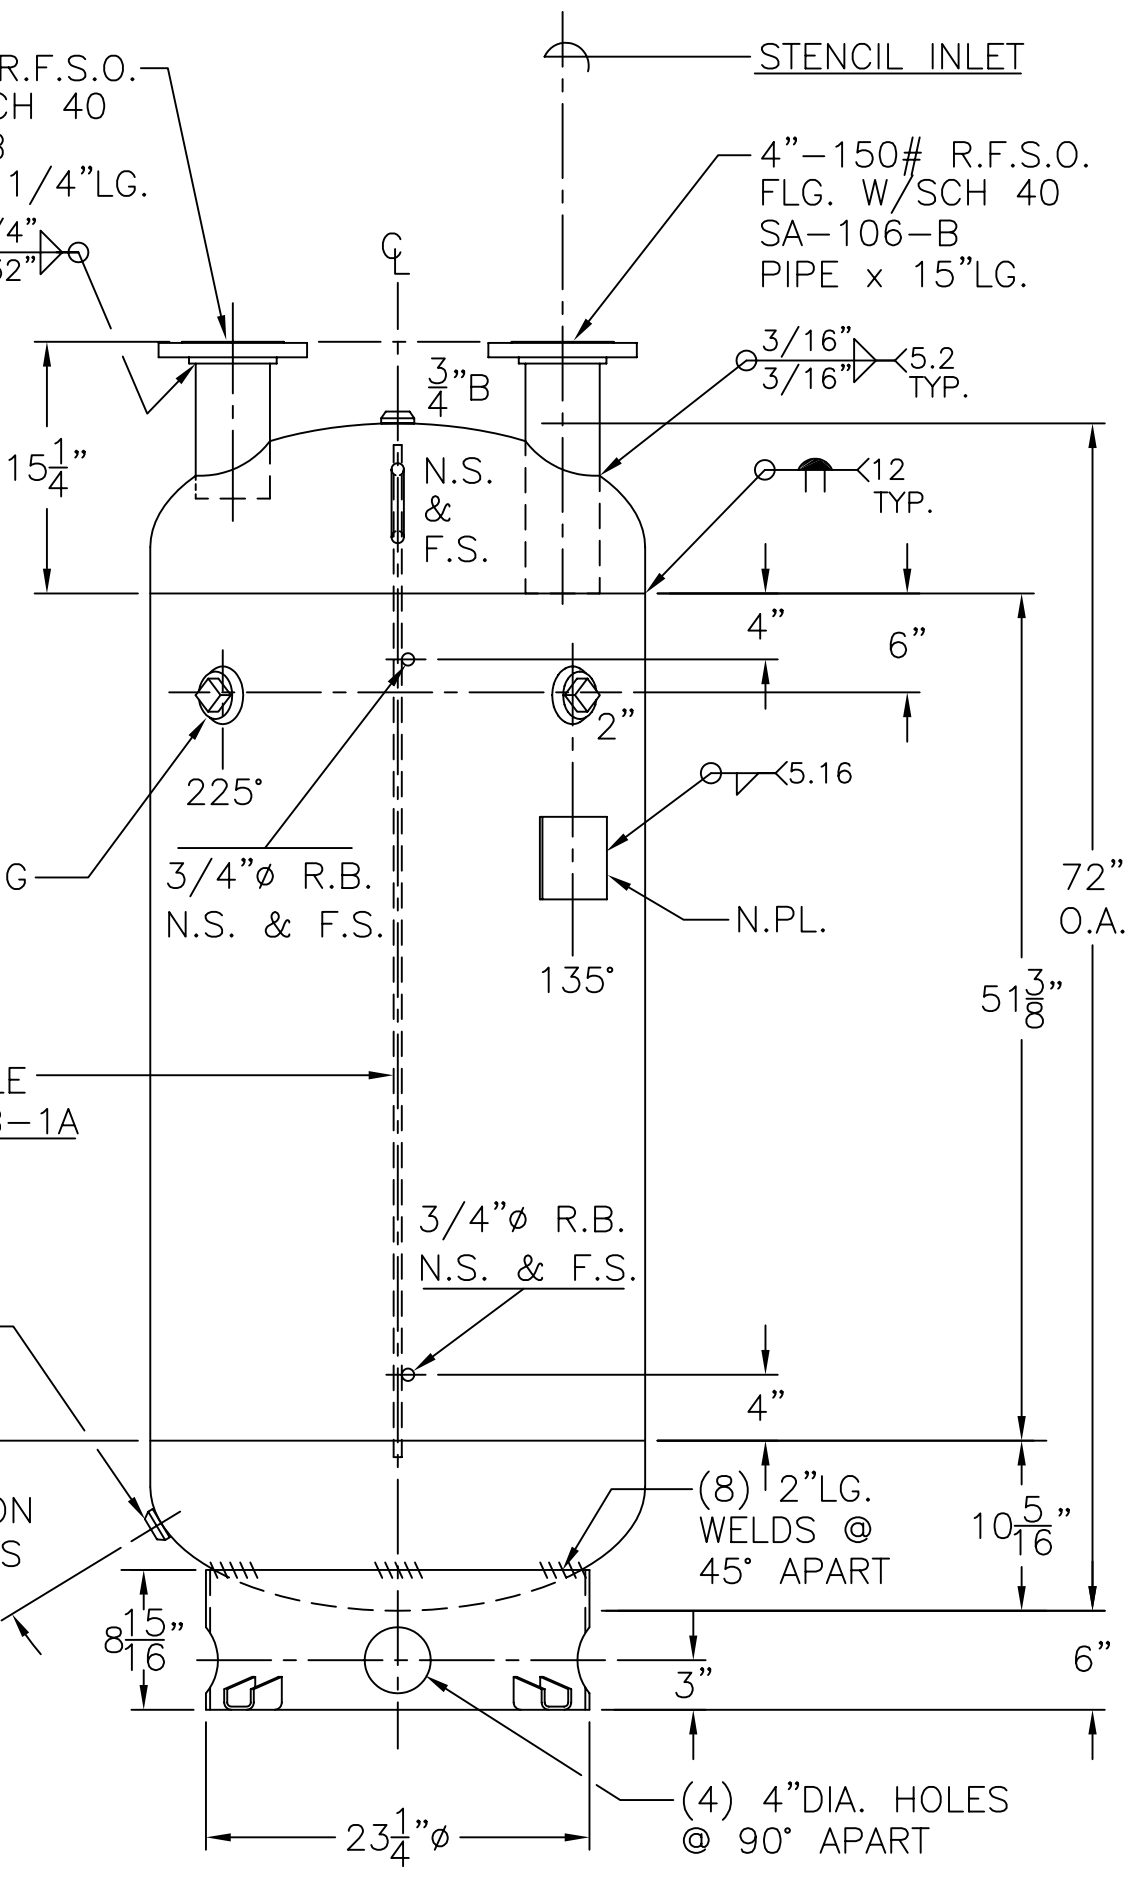 R.F.S.O.
CH 40
1/4"LG.
STENCIL INLET
4"-150# R.F.S.O.
FLG. W/SCH 40
SA-106-B
PIPE x 15"LG.
℄
3/16"
3/16"
5.2
TYP.
3/4"B
15 1/4"
N.S.
&
F.S.
12
TYP.
4"
6"
2"
225°
5.16
3/4"ø R.B.
N.S. & F.S.
G
N.PL.
135°
72"
O.A.
51 3/8"
LE
-1A
3/4"ø R.B.
N.S. & F.S.
4"
(8) 2"LG.
WELDS @
45° APART
10 5/16"
ON
S
8 15/16"
3"
6"
(4) 4"DIA. HOLES
@ 90° APART
23 1/4"ø